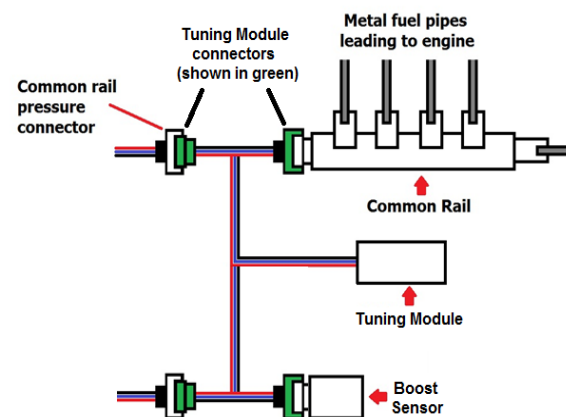 Tuning Module
connectors
(shown in green)
Metal fuel pipes
leading to engine
Common rail
pressure
connector
Common Rail
Tuning Module
Boost
Sensor